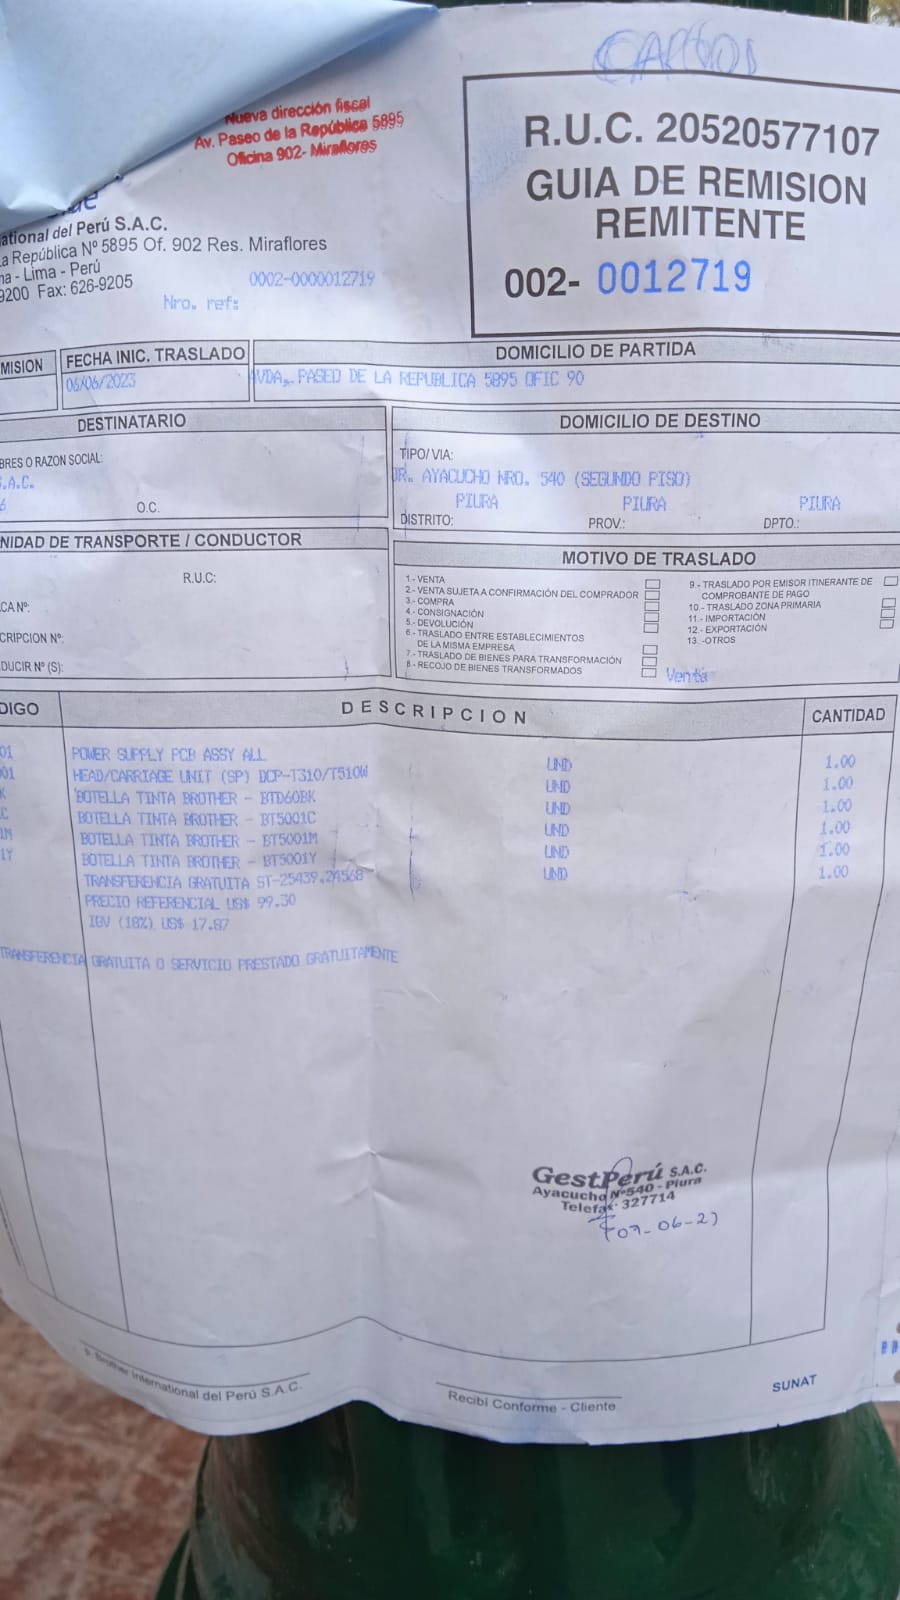 CARLOS
Nueva dirección fiscal
Av. Paseo de la República 5895
Oficina 902- Miraflores
R.U.C. 20520577107
GUIA DE REMISION
REMITENTE
002- 0012719
ational del Perú S.A.C.
a República Nº 5895 Of. 902 Res. Miraflores
ma - Lima - Perú
9200 Fax: 626-9205
0002-0000012719
Nro. ref:
MISION
FECHA INIC. TRASLADO
06/06/2023
DOMICILIO DE PARTIDA
AVDA. PASEO DE LA REPUBLICA 5895 OFIC 90
DESTINATARIO
BRES O RAZON SOCIAL:
.A.C.
6
O.C.
DOMICILIO DE DESTINO
TIPO/ VIA:
JR. AYACUCHO NRO. 540 (SEGUNDO PISO)
PIURA PIURA PIURA
DISTRITO: PROV.: DPTO.:
NIDAD DE TRANSPORTE / CONDUCTOR
R.U.C:
CA Nº:
CRIPCION Nº:
DUCIR Nº (S):
MOTIVO DE TRASLADO
1.- VENTA
2.- VENTA SUJETA A CONFIRMACIÓN DEL COMPRADOR
3.- COMPRA
4.- CONSIGNACIÓN
5.- DEVOLUCIÓN
6.- TRASLADO ENTRE ESTABLECIMIENTOS
DE LA MISMA EMPRESA
7.- TRASLADO DE BIENES PARA TRANSFORMACIÓN
8.- RECOJO DE BIENES TRANSFORMADOS
9.- TRASLADO POR EMISOR ITINERANTE DE
COMPROBANTE DE PAGO
10.- TRASLADO ZONA PRIMARIA
11.- IMPORTACIÓN
12.- EXPORTACIÓN
13.-OTROS
Venta
DIGO DESCRIPCION CANTIDAD
01 POWER SUPPLY PCB ASSY ALL UND 1.00
001 HEAD/CARRIAGE UNIT (SP) DCP-T310/T510W UND 1.00
K BOTELLA TINTA BROTHER - BTD60BK UND 1.00
C BOTELLA TINTA BROTHER - BT5001C UND 1.00
1M BOTELLA TINTA BROTHER - BT5001M UND 1.00
1Y BOTELLA TINTA BROTHER - BT5001Y UND 1.00
TRANSFERENCIA GRATUITA ST-25439,24568
PRECIO REFERENCIAL US$ 99.30
IGV (18%) US$ 17.87
TRANSFERENCIA GRATUITA O SERVICIO PRESTADO GRATUITAMENTE
GestPerú S.A.C.
Ayacucho Nº540 - Piura
Telefax: 327714
07-06-23
p. Brother International del Perú S.A.C.
Recibí Conforme - Cliente
SUNAT